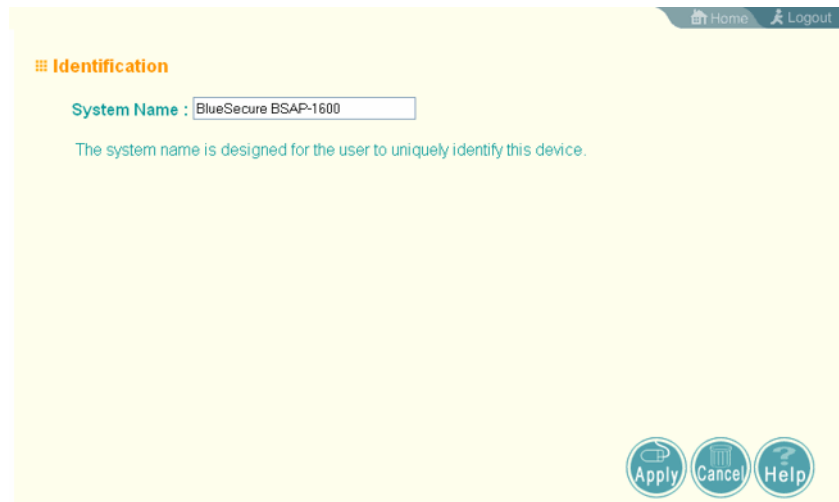 Home Logout
Identification
System Name : BlueSecure BSAP-1600
The system name is designed for the user to uniquely identify this device.
Apply Cancel Help